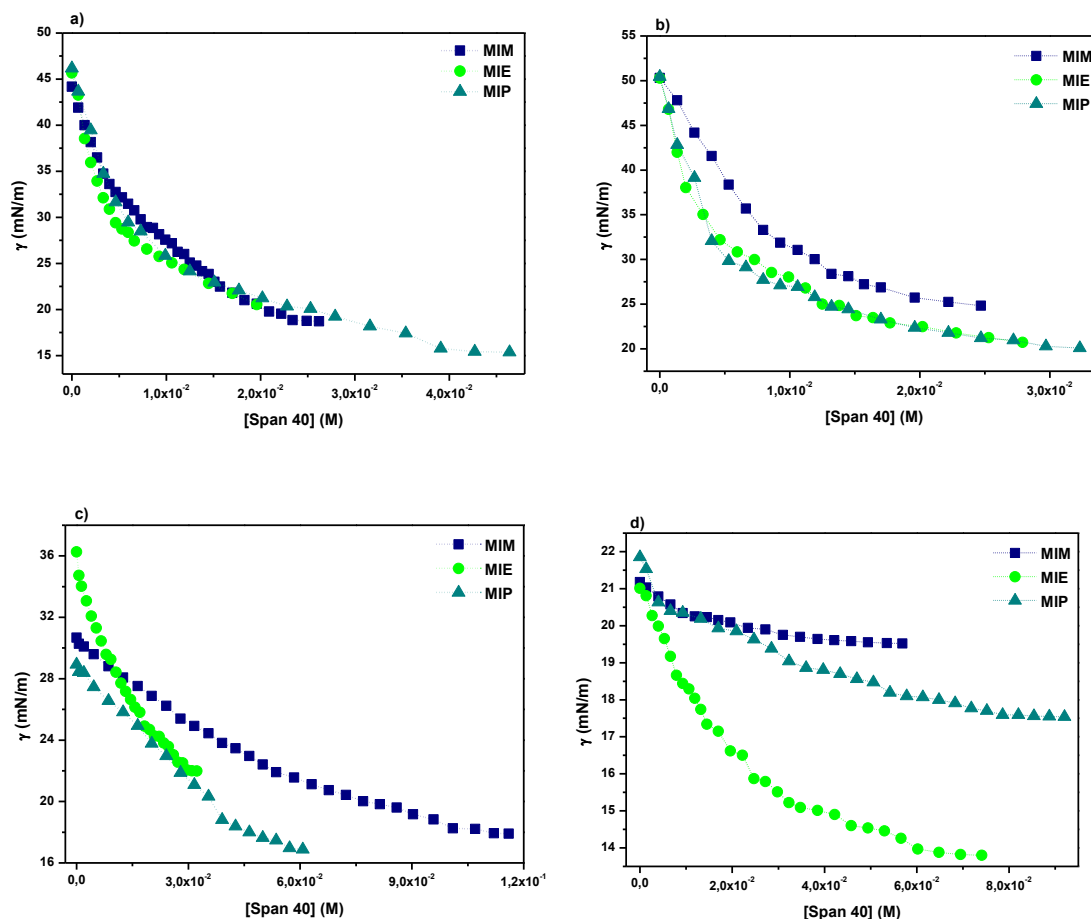 a)
50
45
40
35
30
25
20
15
γ (mN/m)
MIM
MIE
MIP
0,0
1,0x10⁻²
2,0x10⁻²
3,0x10⁻²
4,0x10⁻²
[Span 40] (M)
b)
55
50
45
40
35
30
25
20
γ (mN/m)
MIM
MIE
MIP
0,0
1,0x10⁻²
2,0x10⁻²
3,0x10⁻²
[Span 40] (M)
c)
36
32
28
24
20
16
γ (mN/m)
MIM
MIE
MIP
0,0
3,0x10⁻²
6,0x10⁻²
9,0x10⁻²
1,2x10⁻¹
[Span 40] (M)
d)
22
21
20
19
18
17
16
15
14
13
γ (mN/m)
MIM
MIE
MIP
0,0
2,0x10⁻²
4,0x10⁻²
6,0x10⁻²
8,0x10⁻²
[Span 40] (M)